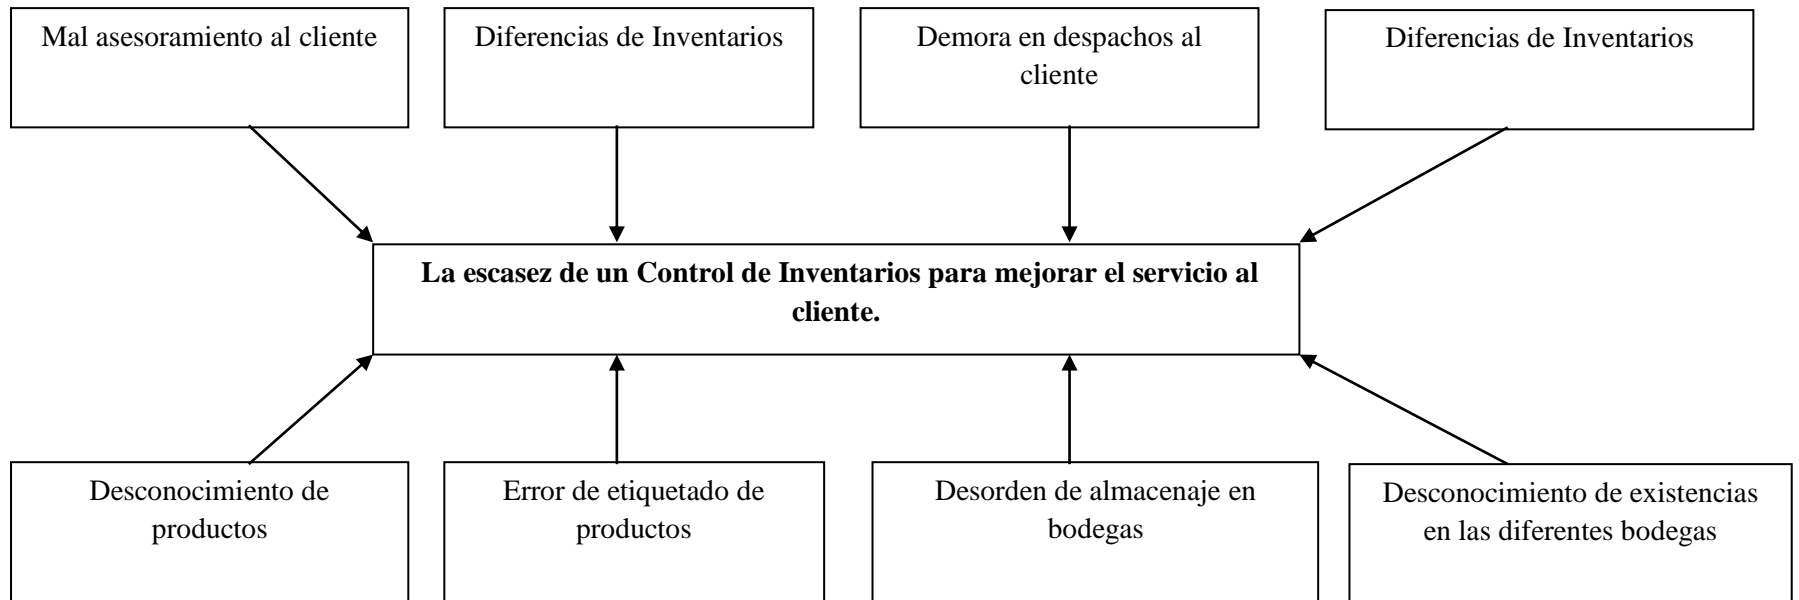 Mal asesoramiento al cliente
Diferencias de Inventarios
Demora en despachos al
cliente
Diferencias de Inventarios
La escasez de un Control de Inventarios para mejorar el servicio al
cliente.
Desconocimiento de
productos
Error de etiquetado de
productos
Desorden de almacenaje en
bodegas
Desconocimiento de existencias
en las diferentes bodegas